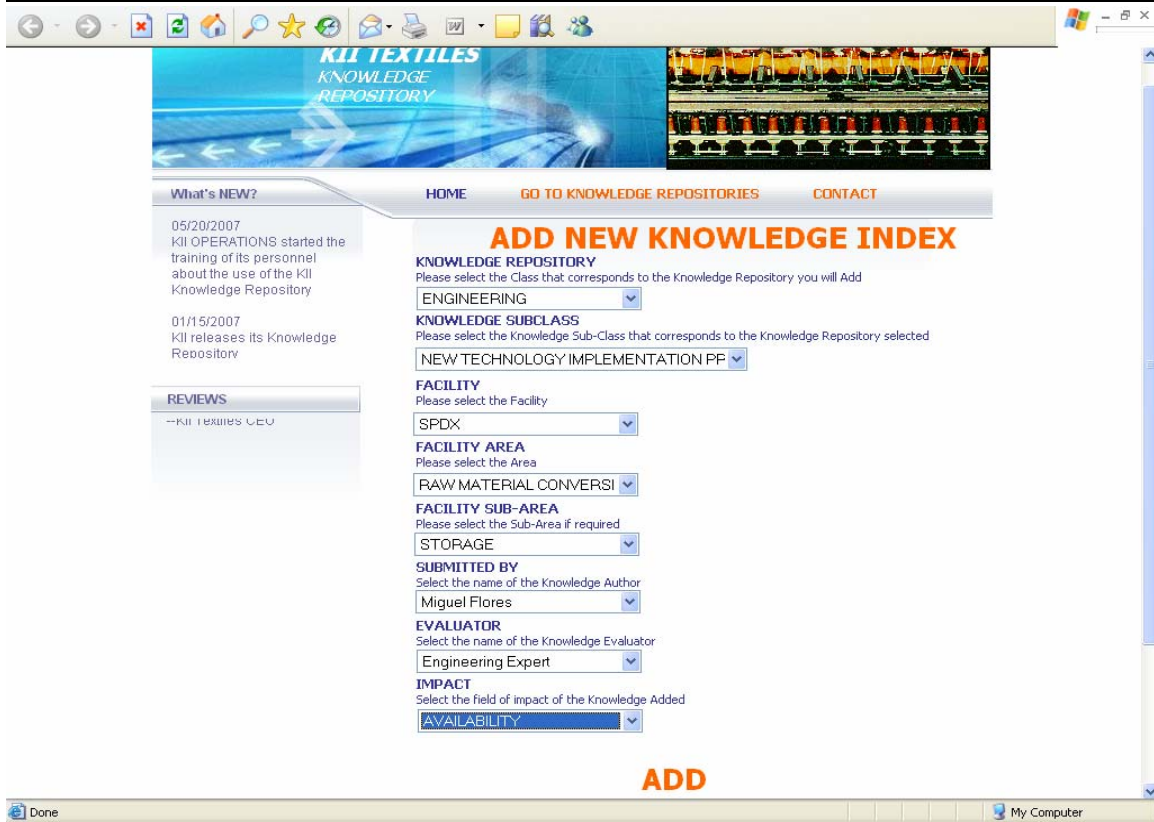 KII TEXTILES
KNOWLEDGE
REPOSITORY
What's NEW?
HOME GO TO KNOWLEDGE REPOSITORIES CONTACT
05/20/2007
KII OPERATIONS started the
training of its personnel
about the use of the KII
Knowledge Repository
01/15/2007
KII releases its Knowledge
Repository
REVIEWS
--KII Textiles CEO
ADD NEW KNOWLEDGE INDEX
KNOWLEDGE REPOSITORY
Please select the Class that corresponds to the Knowledge Repository you will Add
ENGINEERING
KNOWLEDGE SUBCLASS
Please select the Knowledge Sub-Class that corresponds to the Knowledge Repository selected
NEW TECHNOLOGY IMPLEMENTATION PP
FACILITY
Please select the Facility
SPDX
FACILITY AREA
Please select the Area
RAW MATERIAL CONVERSI
FACILITY SUB-AREA
Please select the Sub-Area if required
STORAGE
SUBMITTED BY
Select the name of the Knowledge Author
Miguel Flores
EVALUATOR
Select the name of the Knowledge Evaluator
Engineering Expert
IMPACT
Select the field of impact of the Knowledge Added
AVAILABILITY
ADD
Done
My Computer